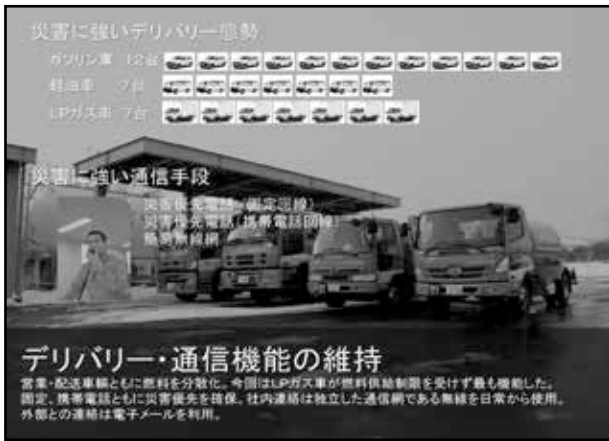 災害に強いデリバリー態勢
ガソリン車 12台
軽油車 7台
LPガス車 7台
災害に強い通信手段
災害優先電話(固定回線)
災害優先電話(携帯電話回線)
簡易無線網
デリバリー・通信機能の維持
営業・配送車輌ともに燃料を分散化。今回はLPガス車が燃料供給制限を受けず最も機能した。
固定、携帯電話ともに災害優先を確保。社内連絡は独立した通信網である無線を日常から使用。
外部との連絡は電子メールを利用。